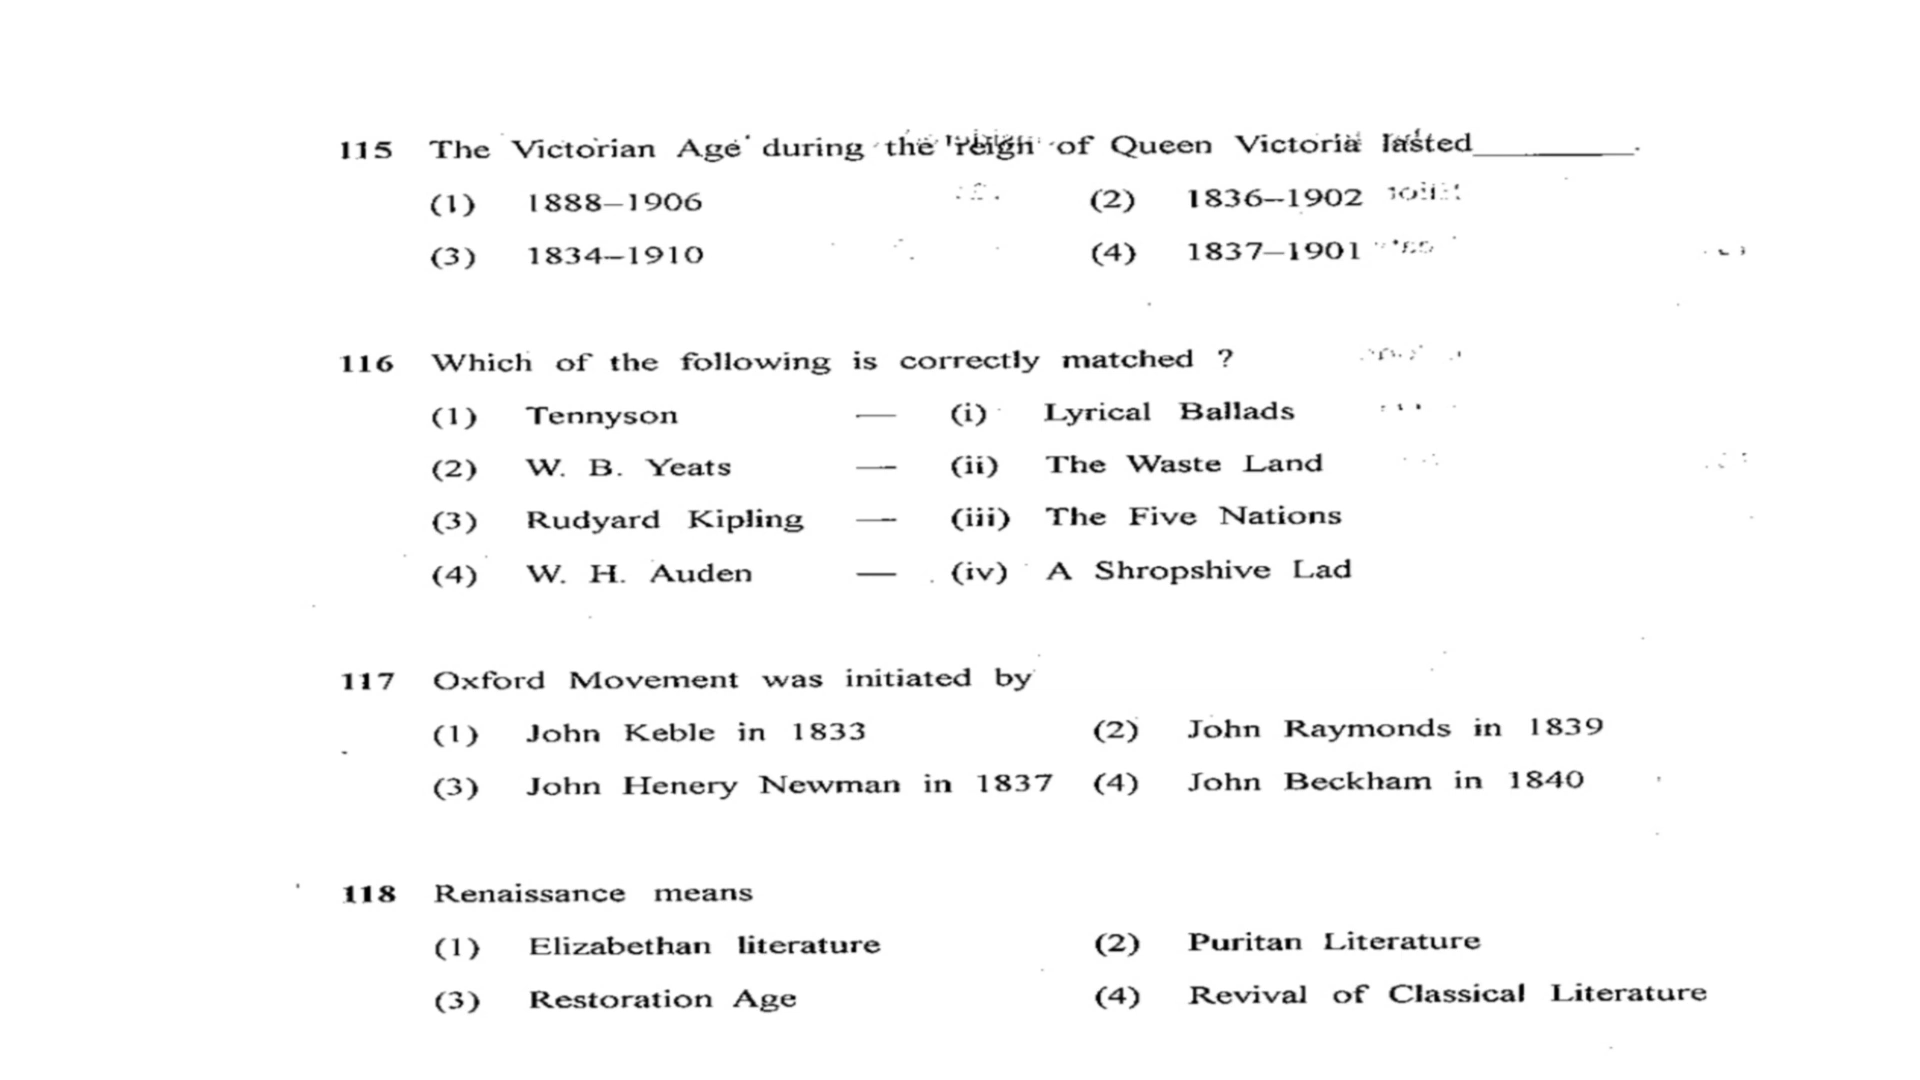 115 The Victorian Age during the reign of Queen Victoria lasted__________.
(1) 1888–1906 (2) 1836–1902
(3) 1834–1910 (4) 1837–1901
116 Which of the following is correctly matched ?
(1) Tennyson — (i) Lyrical Ballads
(2) W. B. Yeats — (ii) The Waste Land
(3) Rudyard Kipling — (iii) The Five Nations
(4) W. H. Auden — (iv) A Shropshive Lad
117 Oxford Movement was initiated by
(1) John Keble in 1833 (2) John Raymonds in 1839
(3) John Henery Newman in 1837 (4) John Beckham in 1840
118 Renaissance means
(1) Elizabethan literature (2) Puritan Literature
(3) Restoration Age (4) Revival of Classical Literature